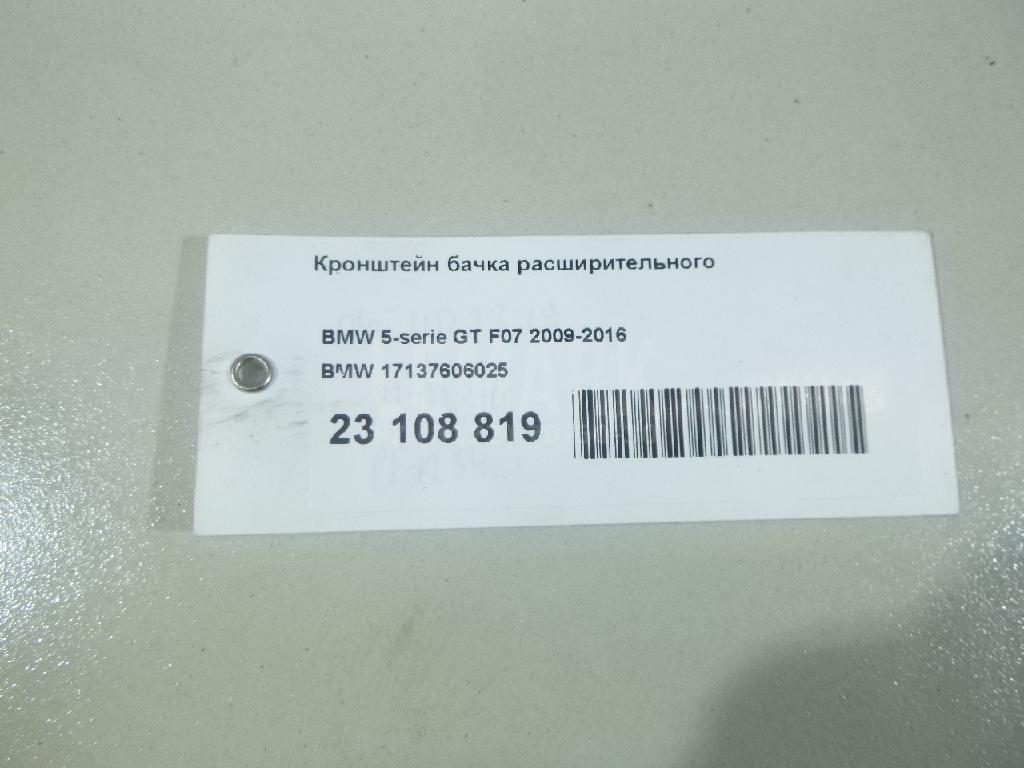 Кронштейн бачка расширительного
BMW 5-serie GT F07 2009-2016
BMW 17137606025
23 108 819